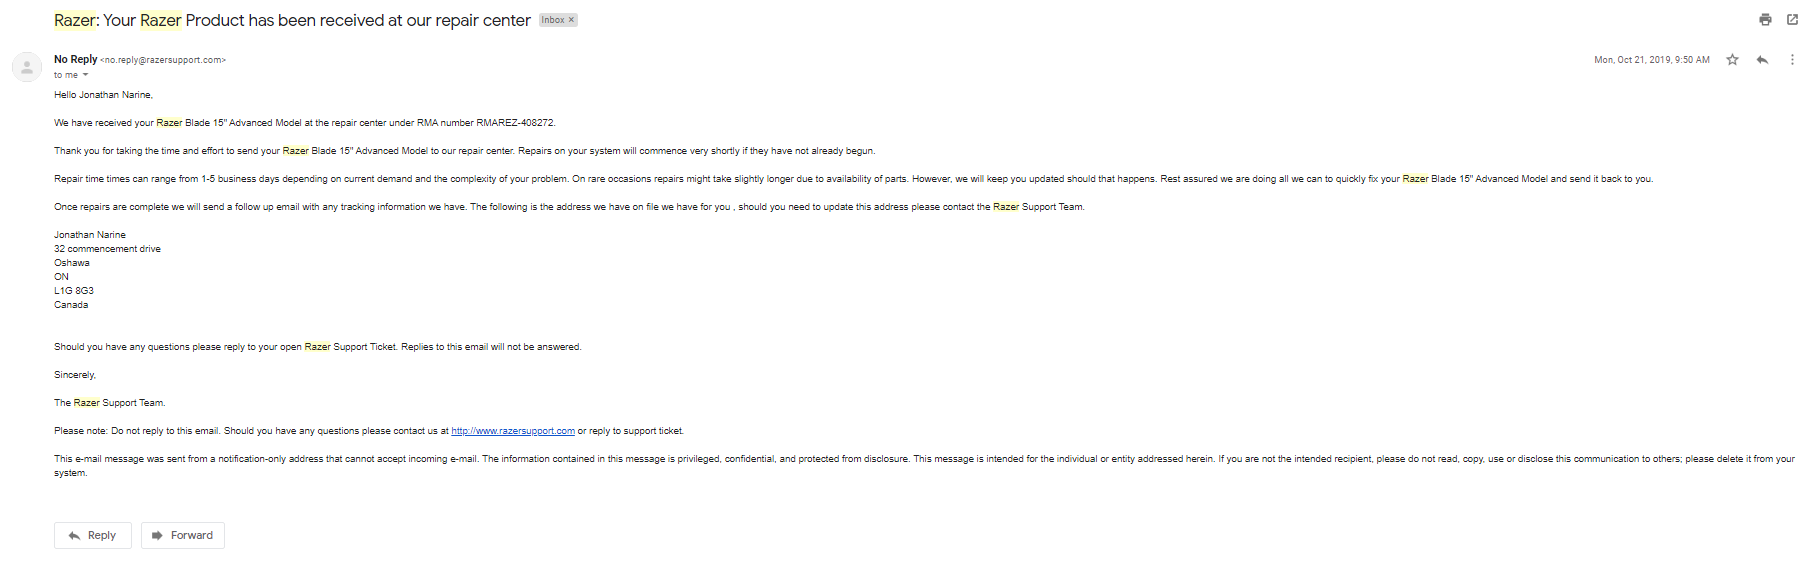 Razer: Your Razer Product has been received at our repair center Inbox ×
No Reply <no.reply@razersupport.com> Mon, Oct 21, 2019, 9:50 AM
to me
Hello Jonathan Narine,
We have received your Razer Blade 15" Advanced Model at the repair center under RMA number RMAREZ-408272.
Thank you for taking the time and effort to send your Razer Blade 15" Advanced Model to our repair center. Repairs on your system will commence very shortly if they have not already begun.
Repair time times can range from 1-5 business days depending on current demand and the complexity of your problem. On rare occasions repairs might take slightly longer due to availability of parts. However, we will keep you updated should that happens. Rest assured we are doing all we can to quickly fix your Razer Blade 15" Advanced Model and send it back to you.
Once repairs are complete we will send a follow up email with any tracking information we have. The following is the address we have on file we have for you , should you need to update this address please contact the Razer Support Team.
Jonathan Narine
32 commencement drive
Oshawa
ON
L1G 8G3
Canada
Should you have any questions please reply to your open Razer Support Ticket. Replies to this email will not be answered.
Sincerely,
The Razer Support Team.
Please note: Do not reply to this email. Should you have any questions please contact us at http://www.razersupport.com or reply to support ticket.
This e-mail message was sent from a notification-only address that cannot accept incoming e-mail. The information contained in this message is privileged, confidential, and protected from disclosure. This message is intended for the individual or entity addressed herein. If you are not the intended recipient, please do not read, copy, use or disclose this communication to others; please delete it from your
system.
Reply Forward